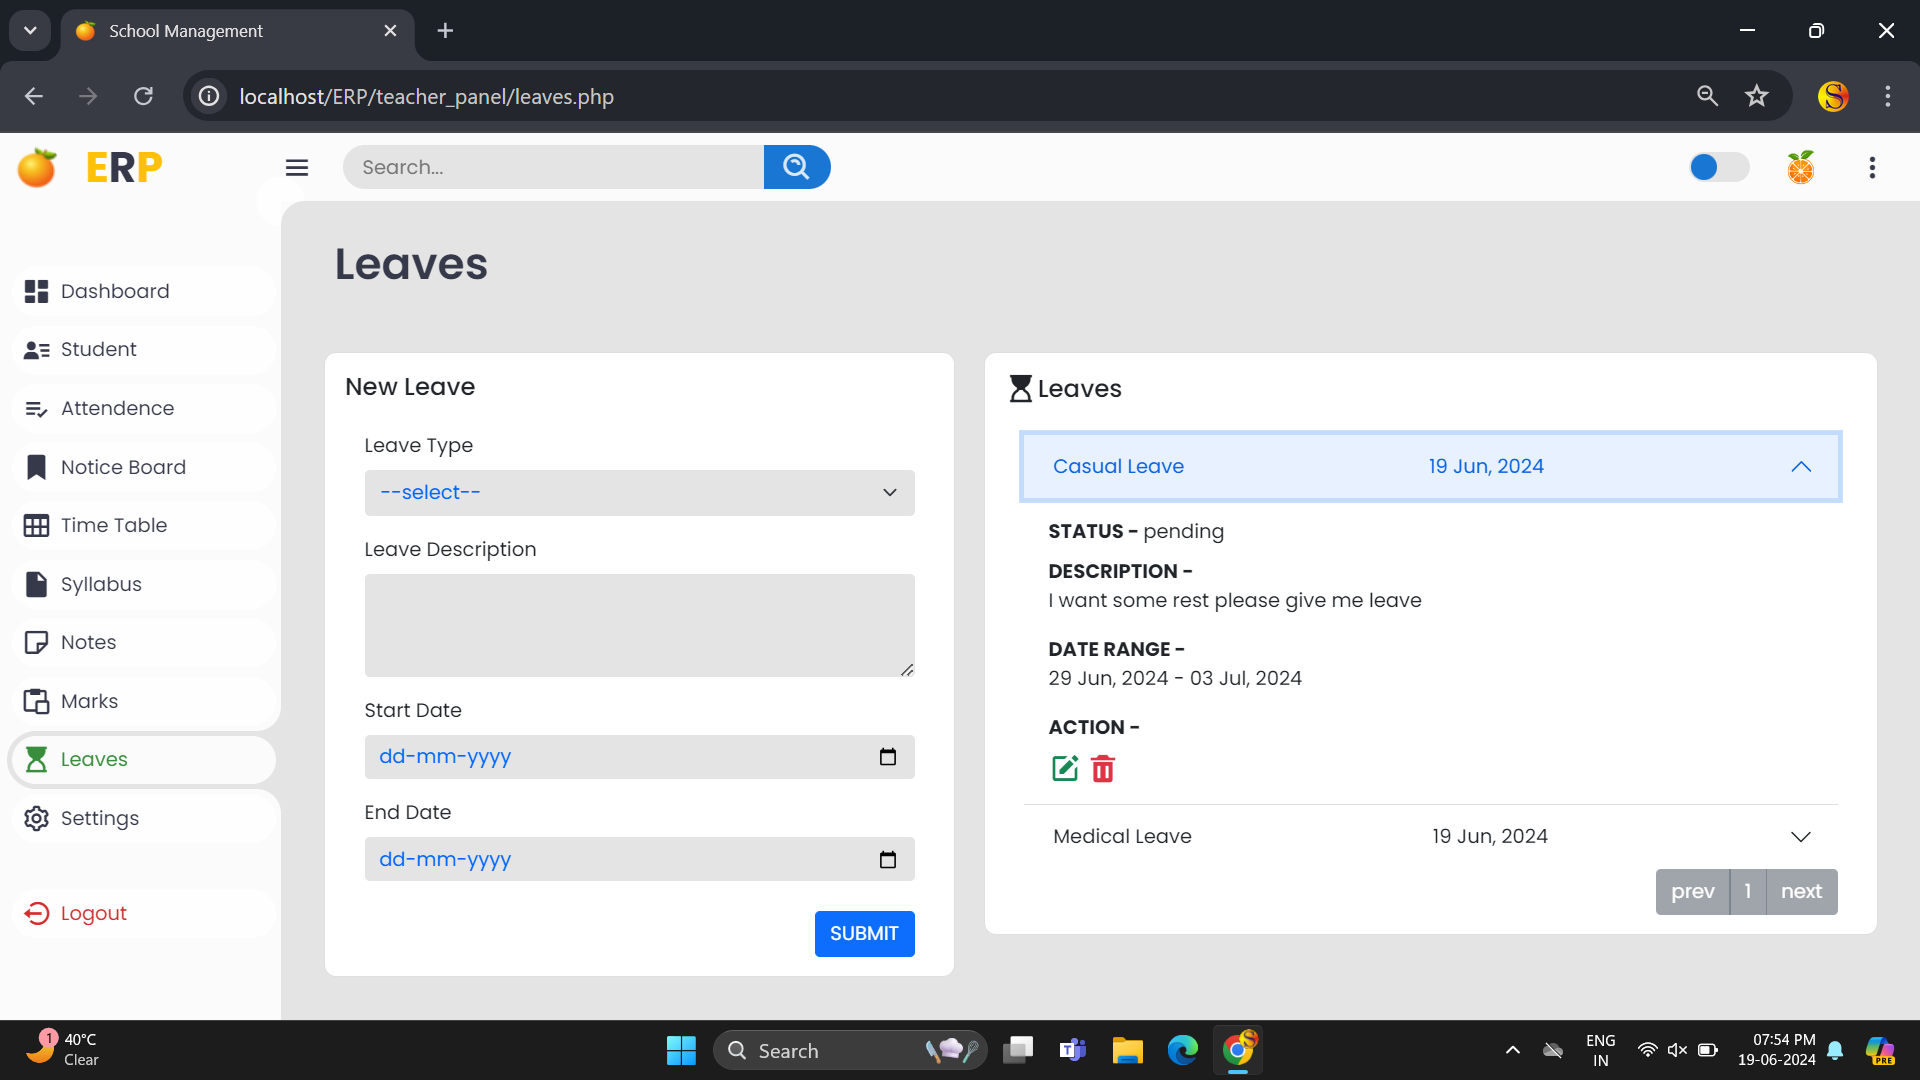 School Management
localhost/ERP/teacher_panel/leaves.php
ERP
Search...
Dashboard
Student
Attendence
Notice Board
Time Table
Syllabus
Notes
Marks
Leaves
Settings
Logout
Leaves
New Leave
Leave Type
--select--
Leave Description
Start Date
dd-mm-yyyy
End Date
dd-mm-yyyy
SUBMIT
Leaves
Casual Leave 19 Jun, 2024
STATUS - pending
DESCRIPTION -
I want some rest please give me leave
DATE RANGE -
29 Jun, 2024 - 03 Jul, 2024
ACTION -
Medical Leave 19 Jun, 2024
prev 1 next
1
40°C
Clear
Search
ENG
IN
07:54 PM
19-06-2024
PRE